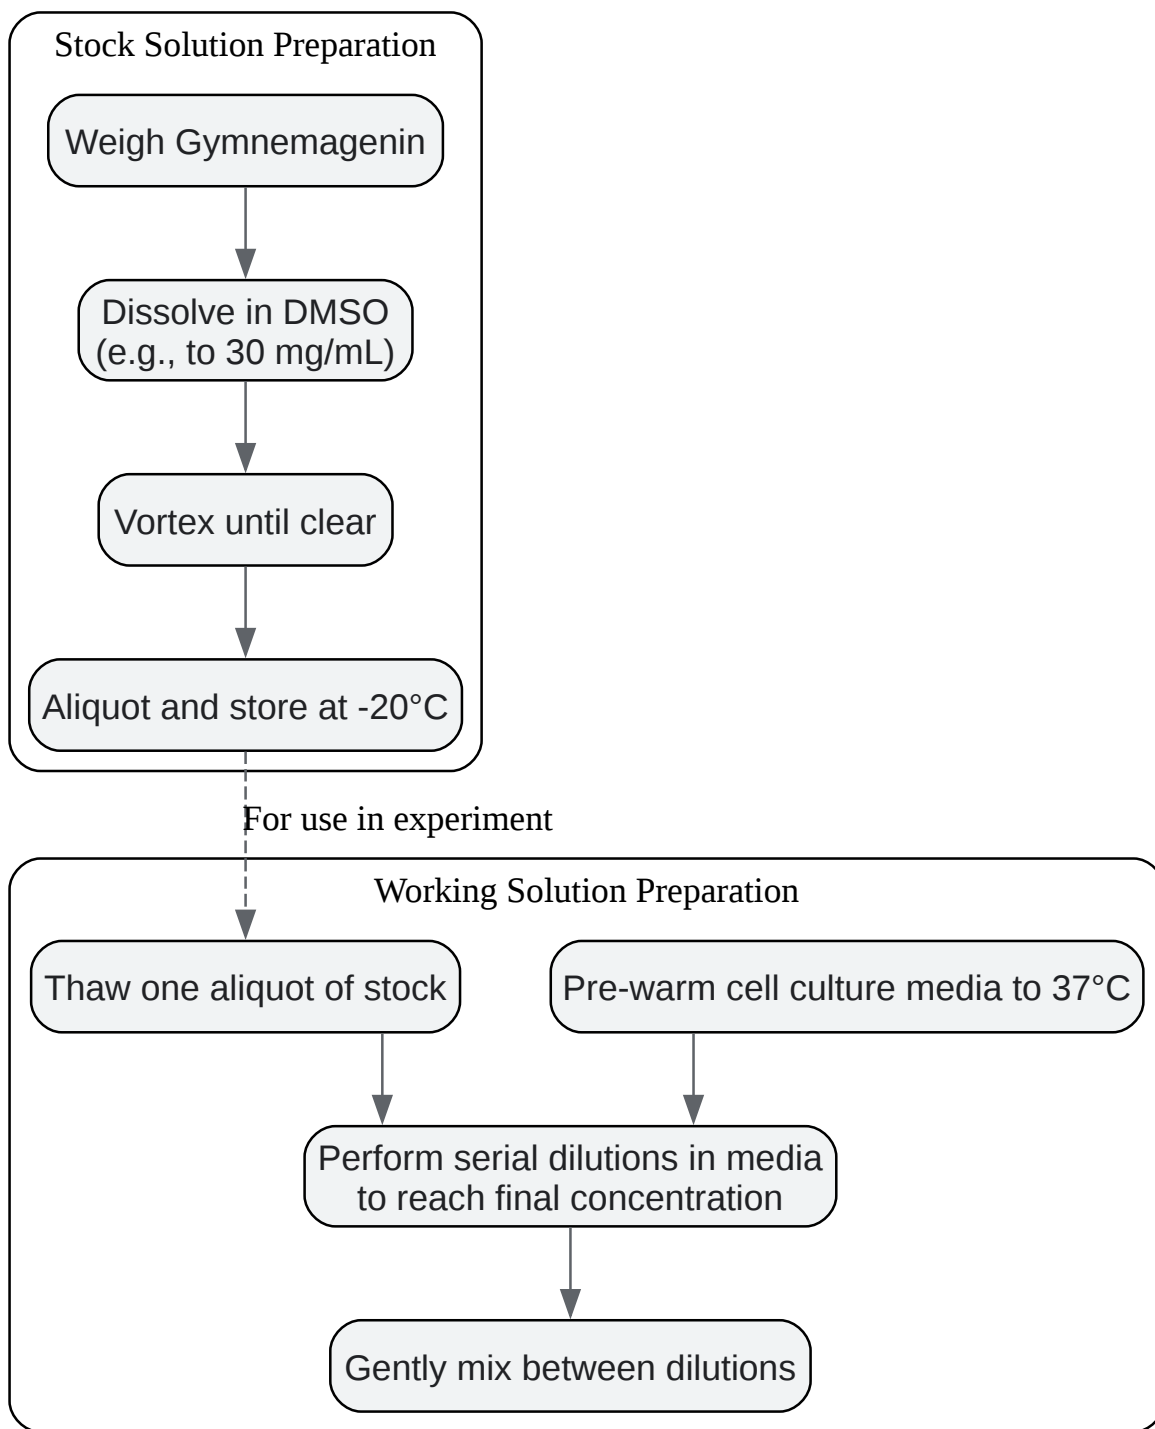 Stock Solution Preparation
Weigh Gymnemagenin
Dissolve in DMSO
(e.g., to 30 mg/mL)
Vortex until clear
Aliquot and store at -20°C
For use in experiment
Working Solution Preparation
Thaw one aliquot of stock
Pre-warm cell culture media to 37°C
Perform serial dilutions in media
to reach final concentration
Gently mix between dilutions